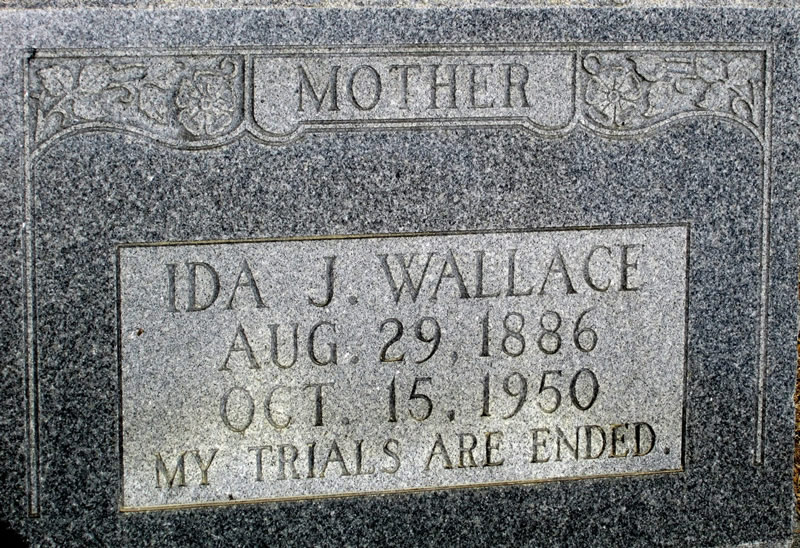 MOTHER
IDA J. WALLACE
AUG. 29, 1886
OCT. 15, 1950
MY TRIALS ARE ENDED.